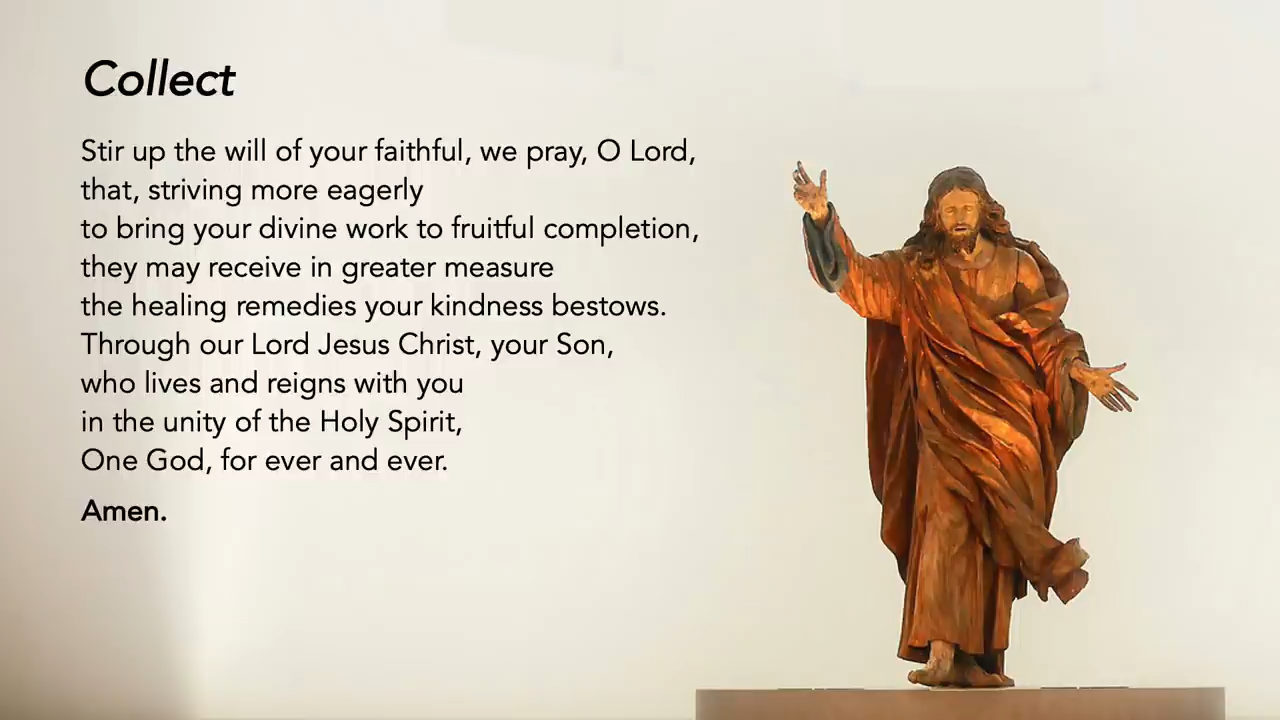 Collect
Stir up the will of your faithful, we pray, O Lord,
that, striving more eagerly
to bring your divine work to fruitful completion,
they may receive in greater measure
the healing remedies your kindness bestows.
Through our Lord Jesus Christ, your Son,
who lives and reigns with you
in the unity of the Holy Spirit,
One God, for ever and ever.
Amen.